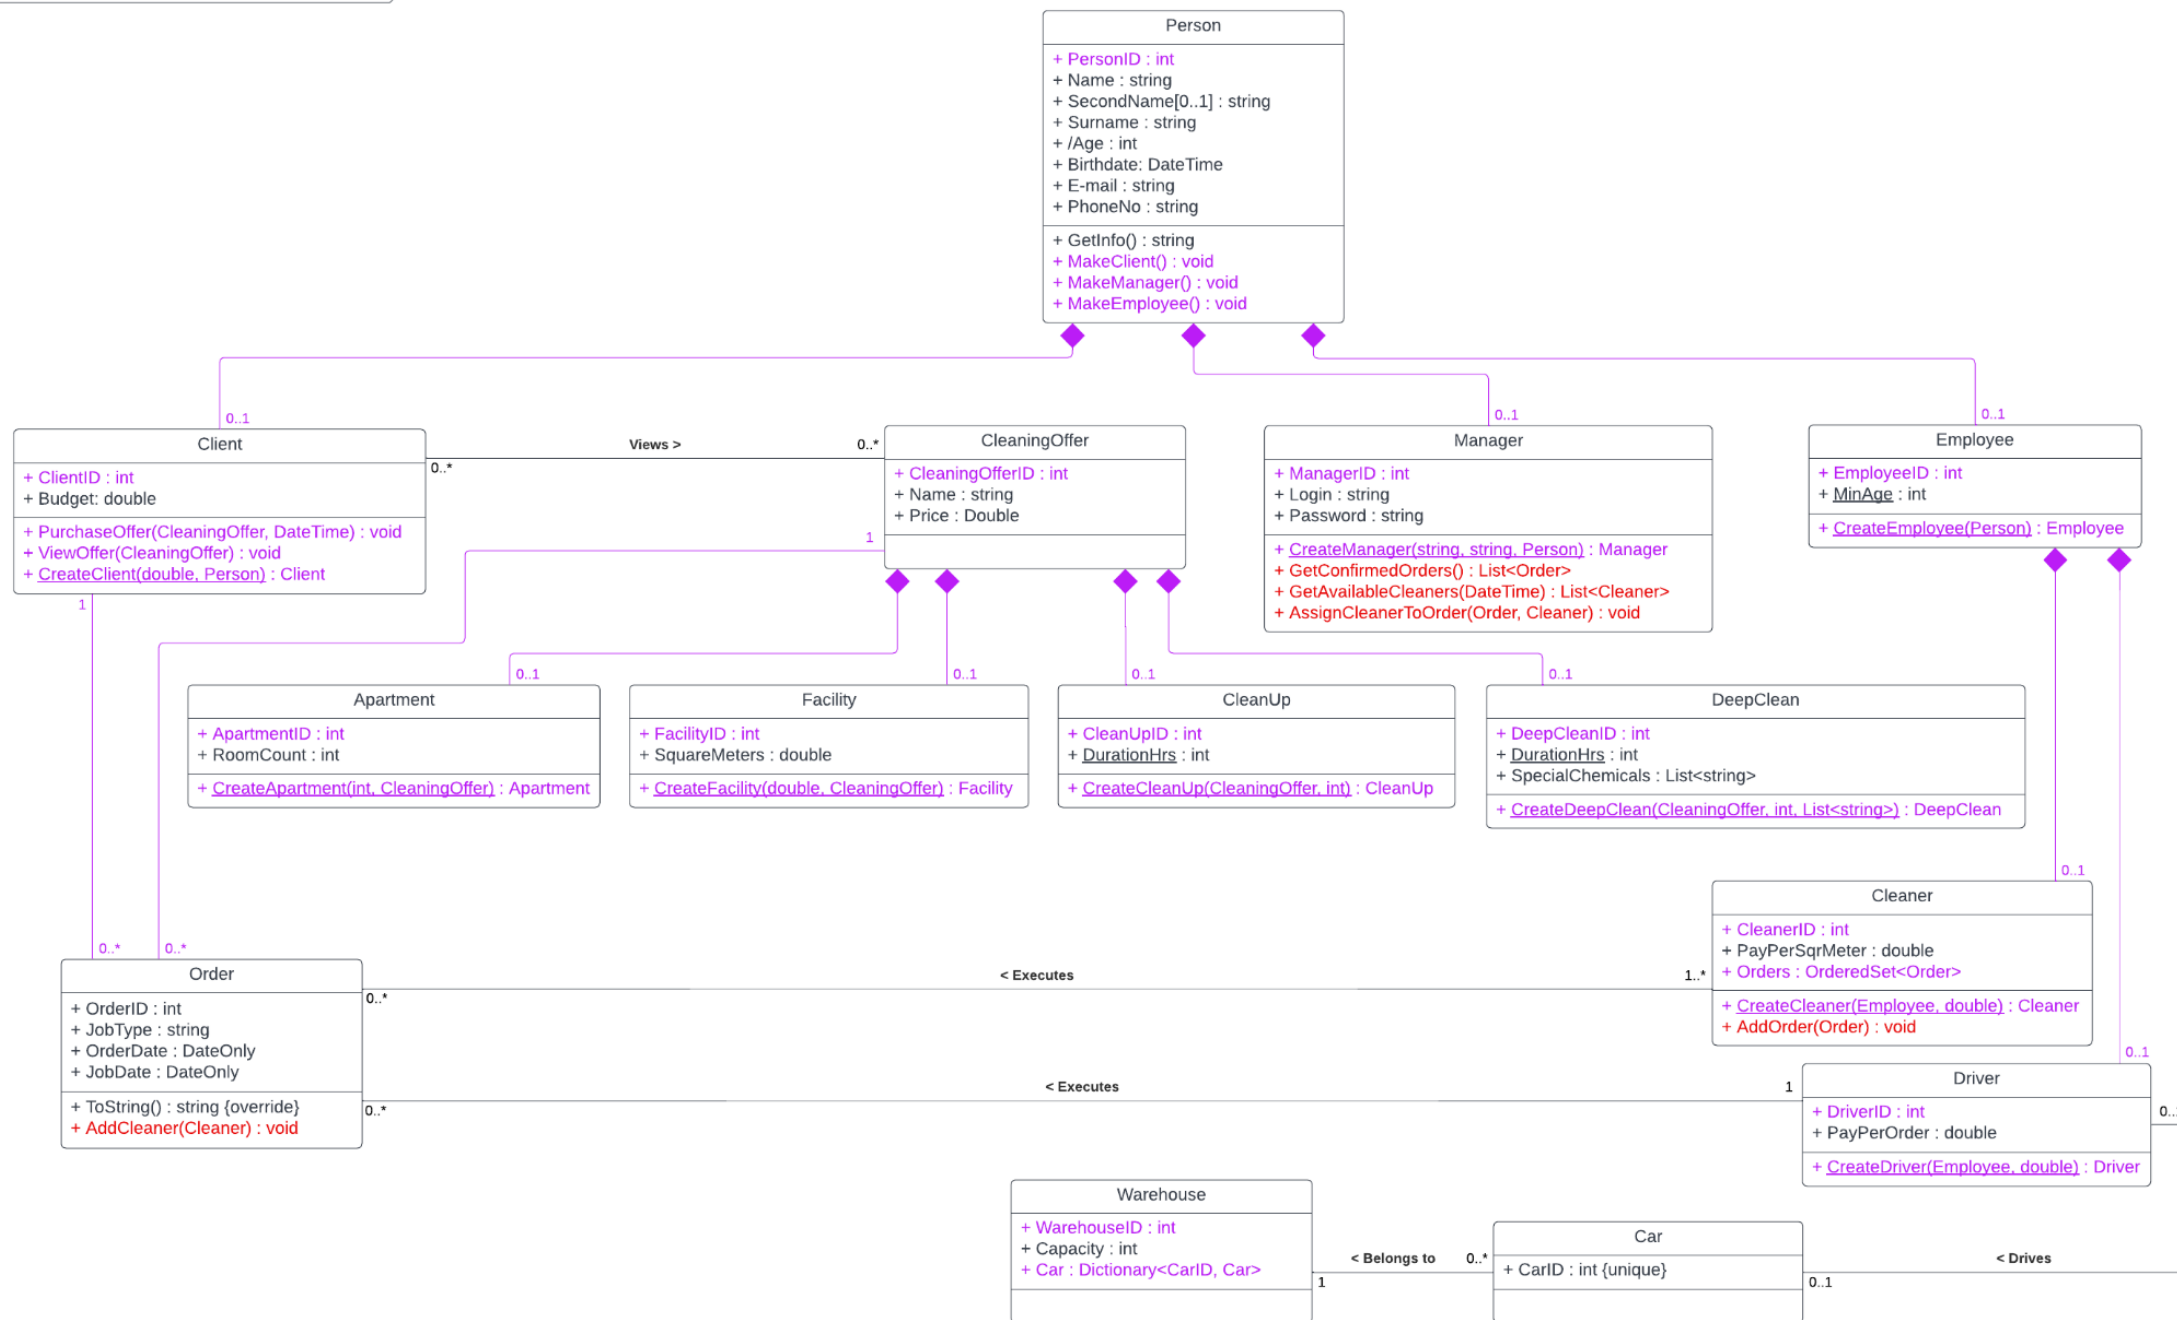 Person
+ PersonID : int
+ Name : string
+ SecondName[0..1] : string
+ Surname : string
+ /Age : int
+ Birthdate: DateTime
+ E-mail : string
+ PhoneNo : string
+ GetInfo() : string
+ MakeClient() : void
+ MakeManager() : void
+ MakeEmployee() : void
0..1
0..1
0..1
Client
+ ClientID : int
+ Budget: double
+ PurchaseOffer(CleaningOffer, DateTime) : void
+ ViewOffer(CleaningOffer) : void
+ CreateClient(double, Person) : Client
0..*
Views >
0..*
CleaningOffer
+ CleaningOfferID : int
+ Name : string
+ Price : Double
1
Manager
+ ManagerID : int
+ Login : string
+ Password : string
+ CreateManager(string, string, Person) : Manager
+ GetConfirmedOrders() : List<Order>
+ GetAvailableCleaners(DateTime) : List<Cleaner>
+ AssignCleanerToOrder(Order, Cleaner) : void
Employee
+ EmployeeID : int
+ MinAge : int
+ CreateEmployee(Person) : Employee
1
0..1
0..1
0..1
0..1
Apartment
+ ApartmentID : int
+ RoomCount : int
+ CreateApartment(int, CleaningOffer) : Apartment
Facility
+ FacilityID : int
+ SquareMeters : double
+ CreateFacility(double, CleaningOffer) : Facility
CleanUp
+ CleanUpID : int
+ DurationHrs : int
+ CreateCleanUp(CleaningOffer, int) : CleanUp
DeepClean
+ DeepCleanID : int
+ DurationHrs : int
+ SpecialChemicals : List<string>
+ CreateDeepClean(CleaningOffer, int, List<string>) : DeepClean
0..1
Cleaner
+ CleanerID : int
+ PayPerSqrMeter : double
+ Orders : OrderedSet<Order>
+ CreateCleaner(Employee, double) : Cleaner
+ AddOrder(Order) : void
0..*
0..*
Order
+ OrderID : int
+ JobType : string
+ OrderDate : DateOnly
+ JobDate : DateOnly
+ ToString() : string {override}
+ AddCleaner(Cleaner) : void
0..*
< Executes
1..*
0..*
< Executes
1
0..1
Driver
+ DriverID : int
+ PayPerOrder : double
+ CreateDriver(Employee, double) : Driver
Warehouse
+ WarehouseID : int
+ Capacity : int
+ Car : Dictionary<CarID, Car>
1
< Belongs to
0..*
Car
+ CarID : int {unique}
0..1
< Drives